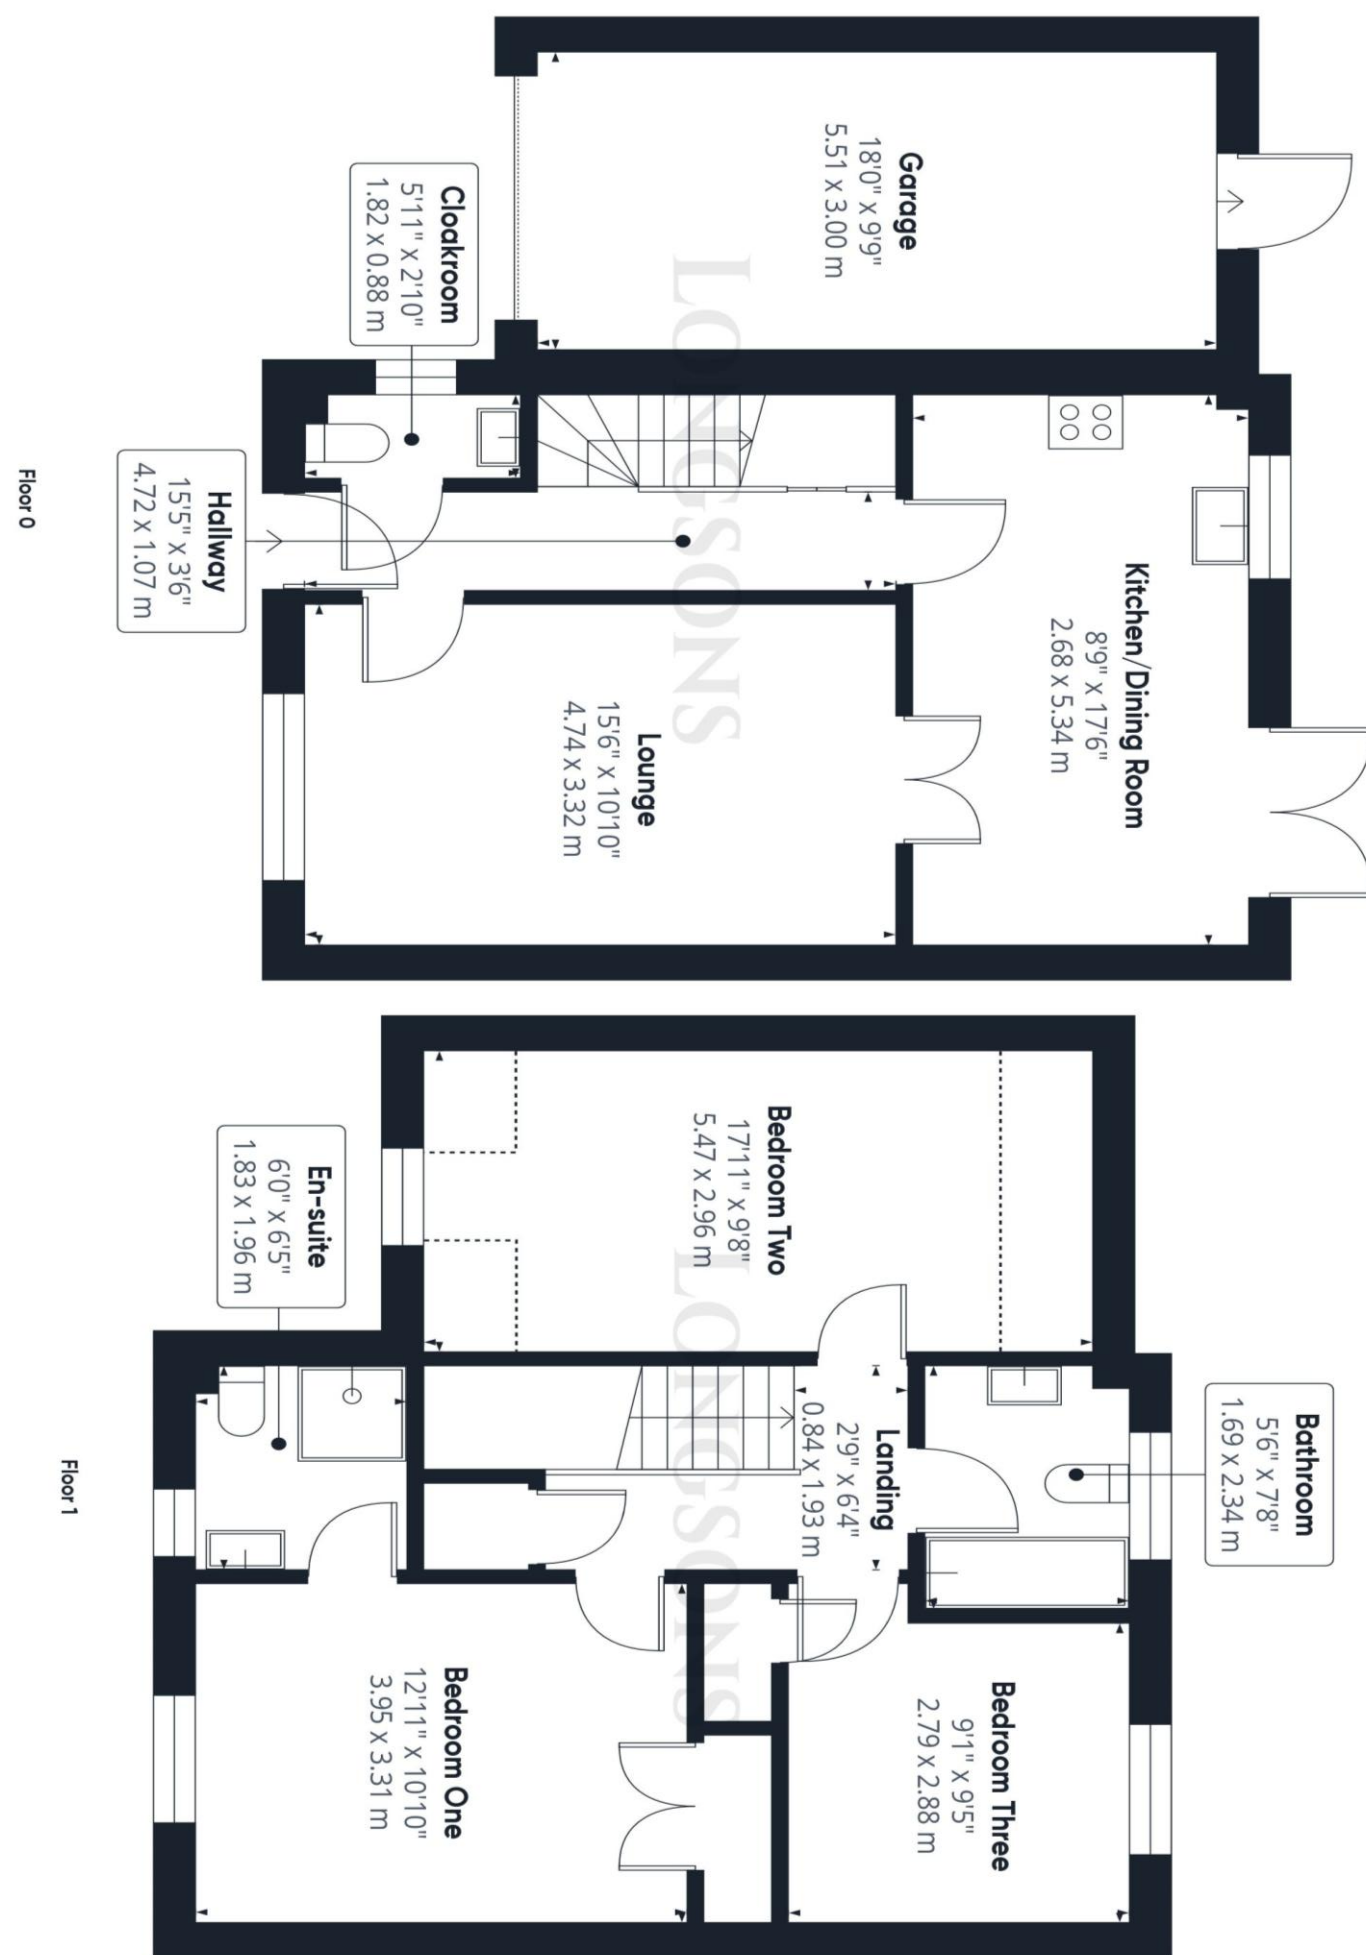 Garage
18'0" x 9'9"
5.51 x 3.00 m
Kitchen/Dining Room
8'9" x 17'6"
2.68 x 5.34 m
Cloakroom
5'11" x 2'10"
1.82 x 0.88 m
Hallway
15'5" x 3'6"
4.72 x 1.07 m
Lounge
15'6" x 10'10"
4.74 x 3.32 m
LONGSONS
Floor 0
Bathroom
5'6" x 7'8"
1.69 x 2.34 m
Bedroom Two
17'11" x 9'8"
5.47 x 2.96 m
Landing
2'9" x 6'4"
0.84 x 1.93 m
En-suite
6'0" x 6'5"
1.83 x 1.96 m
Bedroom Three
9'1" x 9'5"
2.79 x 2.88 m
Bedroom One
12'11" x 10'10"
3.95 x 3.31 m
LONGSONS
Floor 1